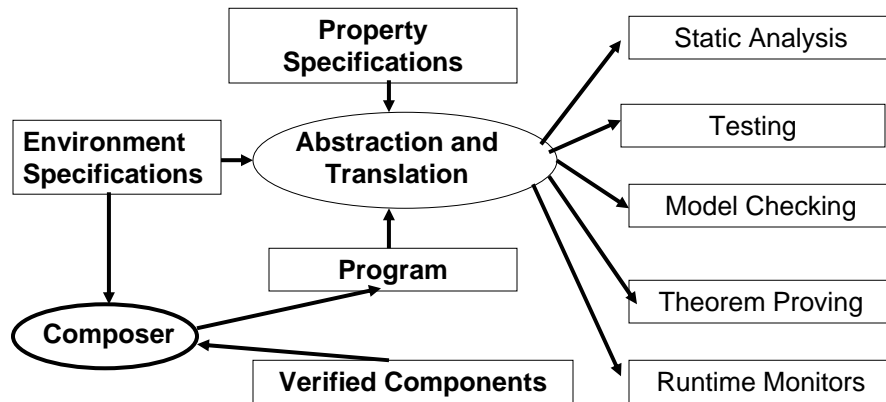 Property
Specifications
Static Analysis
Environment
Specifications
Abstraction and
Translation
Testing
Model Checking
Program
Theorem Proving
Composer
Verified Components
Runtime Monitors